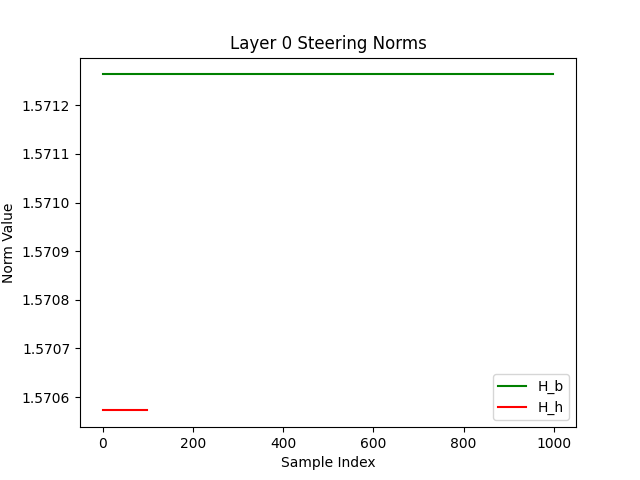 Layer 0 Steering Norms
Norm Value
1.5712
1.5711
1.5710
1.5709
1.5708
1.5707
1.5706
H_b
H_h
0 200 400 600 800 1000
Sample Index